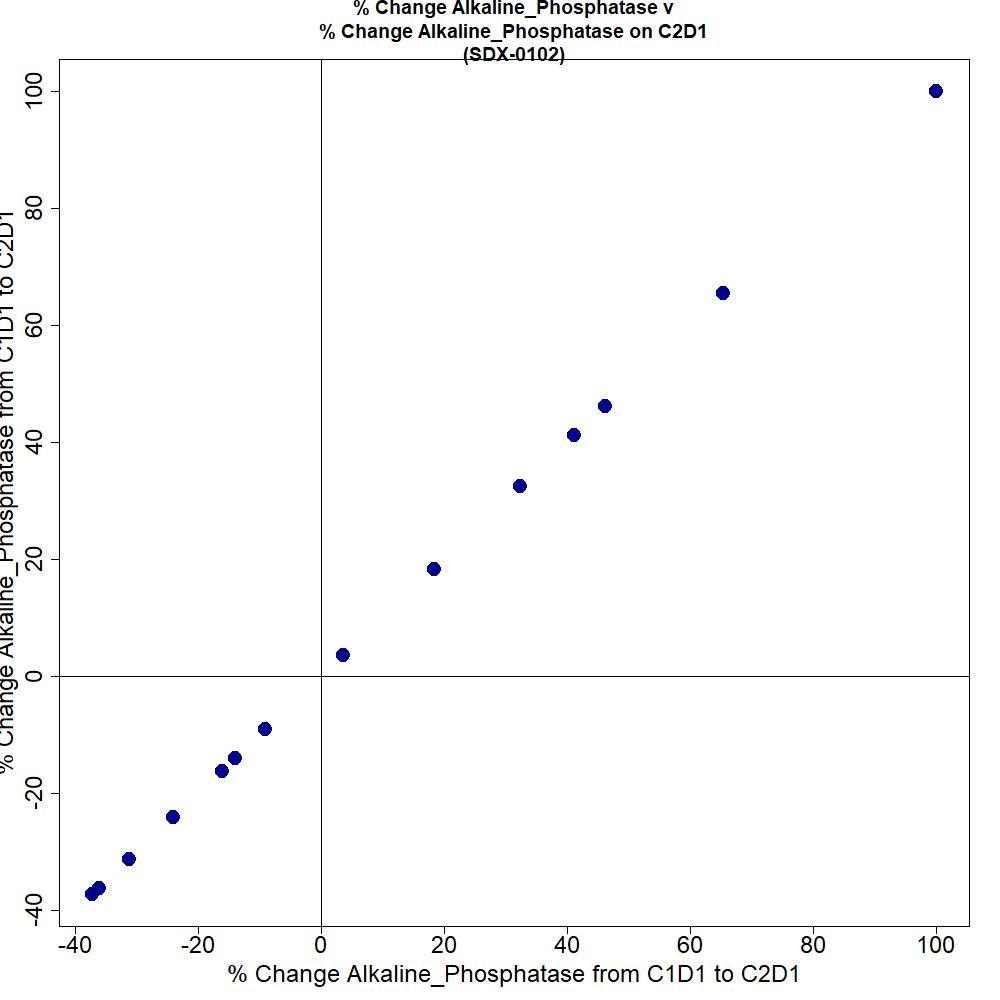 % Change Alkaline_Phosphatase v
% Change Alkaline_Phosphatase on C2D1
(SDX-0102)
% Change Alkaline_Phosphatase from C1D1 to C2D1
100
80
60
40
20
0
-20
-40
-40 -20 0 20 40 60 80 100
% Change Alkaline_Phosphatase from C1D1 to C2D1